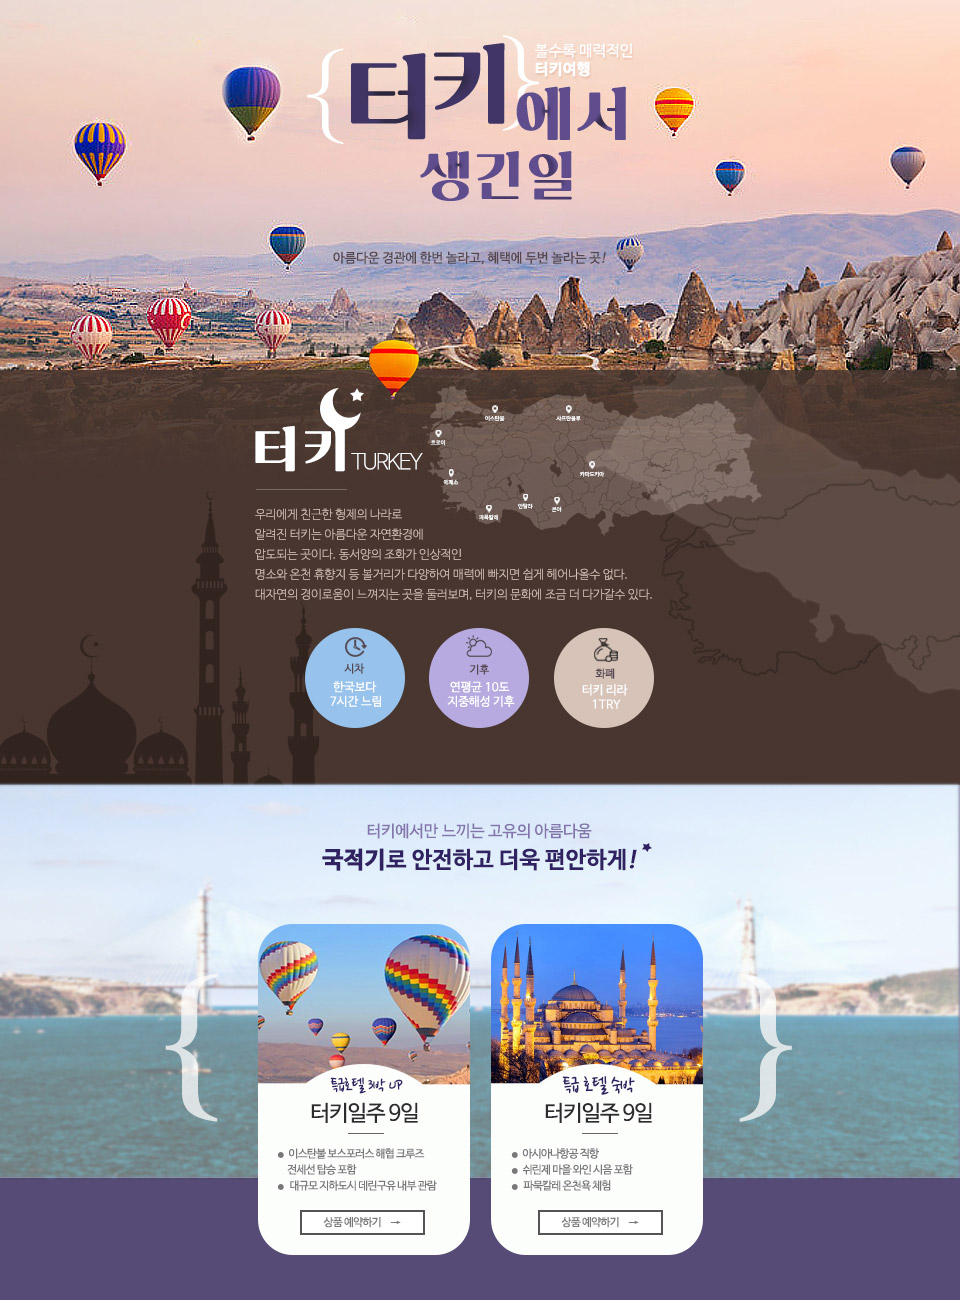 볼수록 매력적인
터키여행
{터키}에서
생긴일
아름다운 경관에 한번 놀라고, 혜택에 두번 놀라는 곳!
터키 TURKEY
이스탄불
샤프란볼루
트로이
카파도키아
에페소
안탈랴
콘야
파묵칼레
우리에게 친근한 형제의 나라로
알려진 터키는 아름다운 자연환경에
압도되는 곳이다. 동서양의 조화가 인상적인
명소와 온천 휴향지 등 볼거리가 다양하여 매력에 빠지면 쉽게 헤어나올수 없다.
대자연의 경이로움이 느껴지는 곳을 둘러보며, 터키의 문화에 조금 더 다가갈수 있다.
시차
한국보다
7시간 느림
기후
연평균 10도
지중해성 기후
화폐
터키 리라
1TRY
터키에서만 느끼는 고유의 아름다움
국적기로 안전하고 더욱 편안하게!
특급호텔 3박 UP
터키일주 9일
● 이스탄불 보스포러스 해협 크루즈
전세선 탑승 포함
● 대규모 지하도시 데린구유 내부 관람
상품 예약하기 →
특급 호텔 숙박
터키일주 9일
● 아시아나항공 직항
● 쉬린제 마을 와인 시음 포함
● 파묵칼레 온천욕 체험
상품 예약하기 →